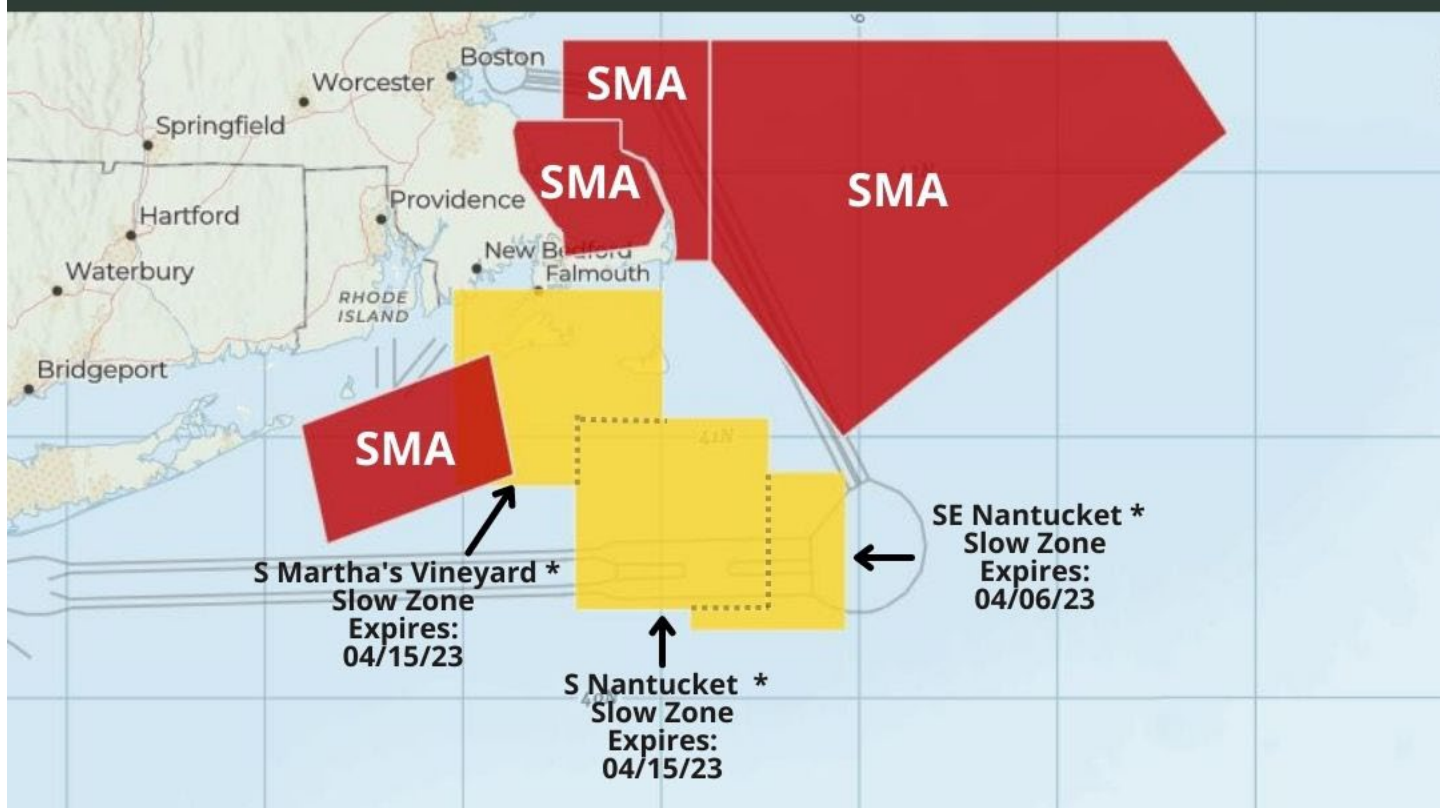 Boston
SMA
Worcester
Springfield
SMA
SMA
Providence
Hartford
New Bedford
Falmouth
Waterbury
RHODE
ISLAND
Bridgeport
SMA
41N
SE Nantucket *
Slow Zone
Expires:
04/06/23
S Martha's Vineyard *
Slow Zone
Expires:
04/15/23
S Nantucket *
40N
Slow Zone
Expires:
04/15/23